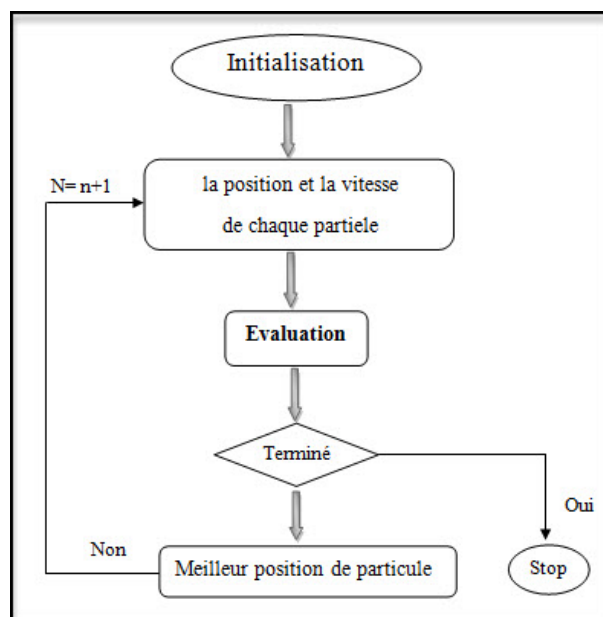 Initialisation
N= n+1
la position et la vitesse
de chaque partiele
Evaluation
Terminé
Oui
Non
Meilleur position de particule
Stop